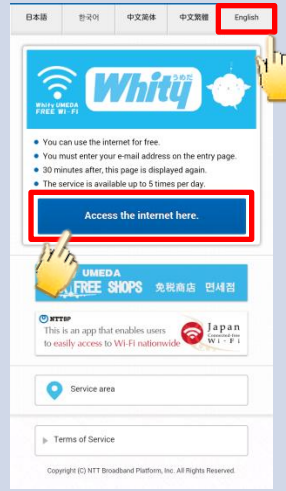 日本語 한국어 中文简体 中文繁體 English
Whity うめだ
Whity UMEDA
FREE WI-FI
You can use the internet for free.
You must enter your e-mail address on the entry page.
30 minutes after, this page is displayed again.
The service is available up to 5 times per day.
Access the internet here.
UMEDA
FREE SHOPS 免税商店 면세점
NTTBP
This is an app that enables users
to easily access to Wi-Fi nationwide
Japan
Connected-free
Wi-Fi
Service area
Terms of Service
Copyright (C) NTT Broadband Platform, Inc. All Rights Reserved.